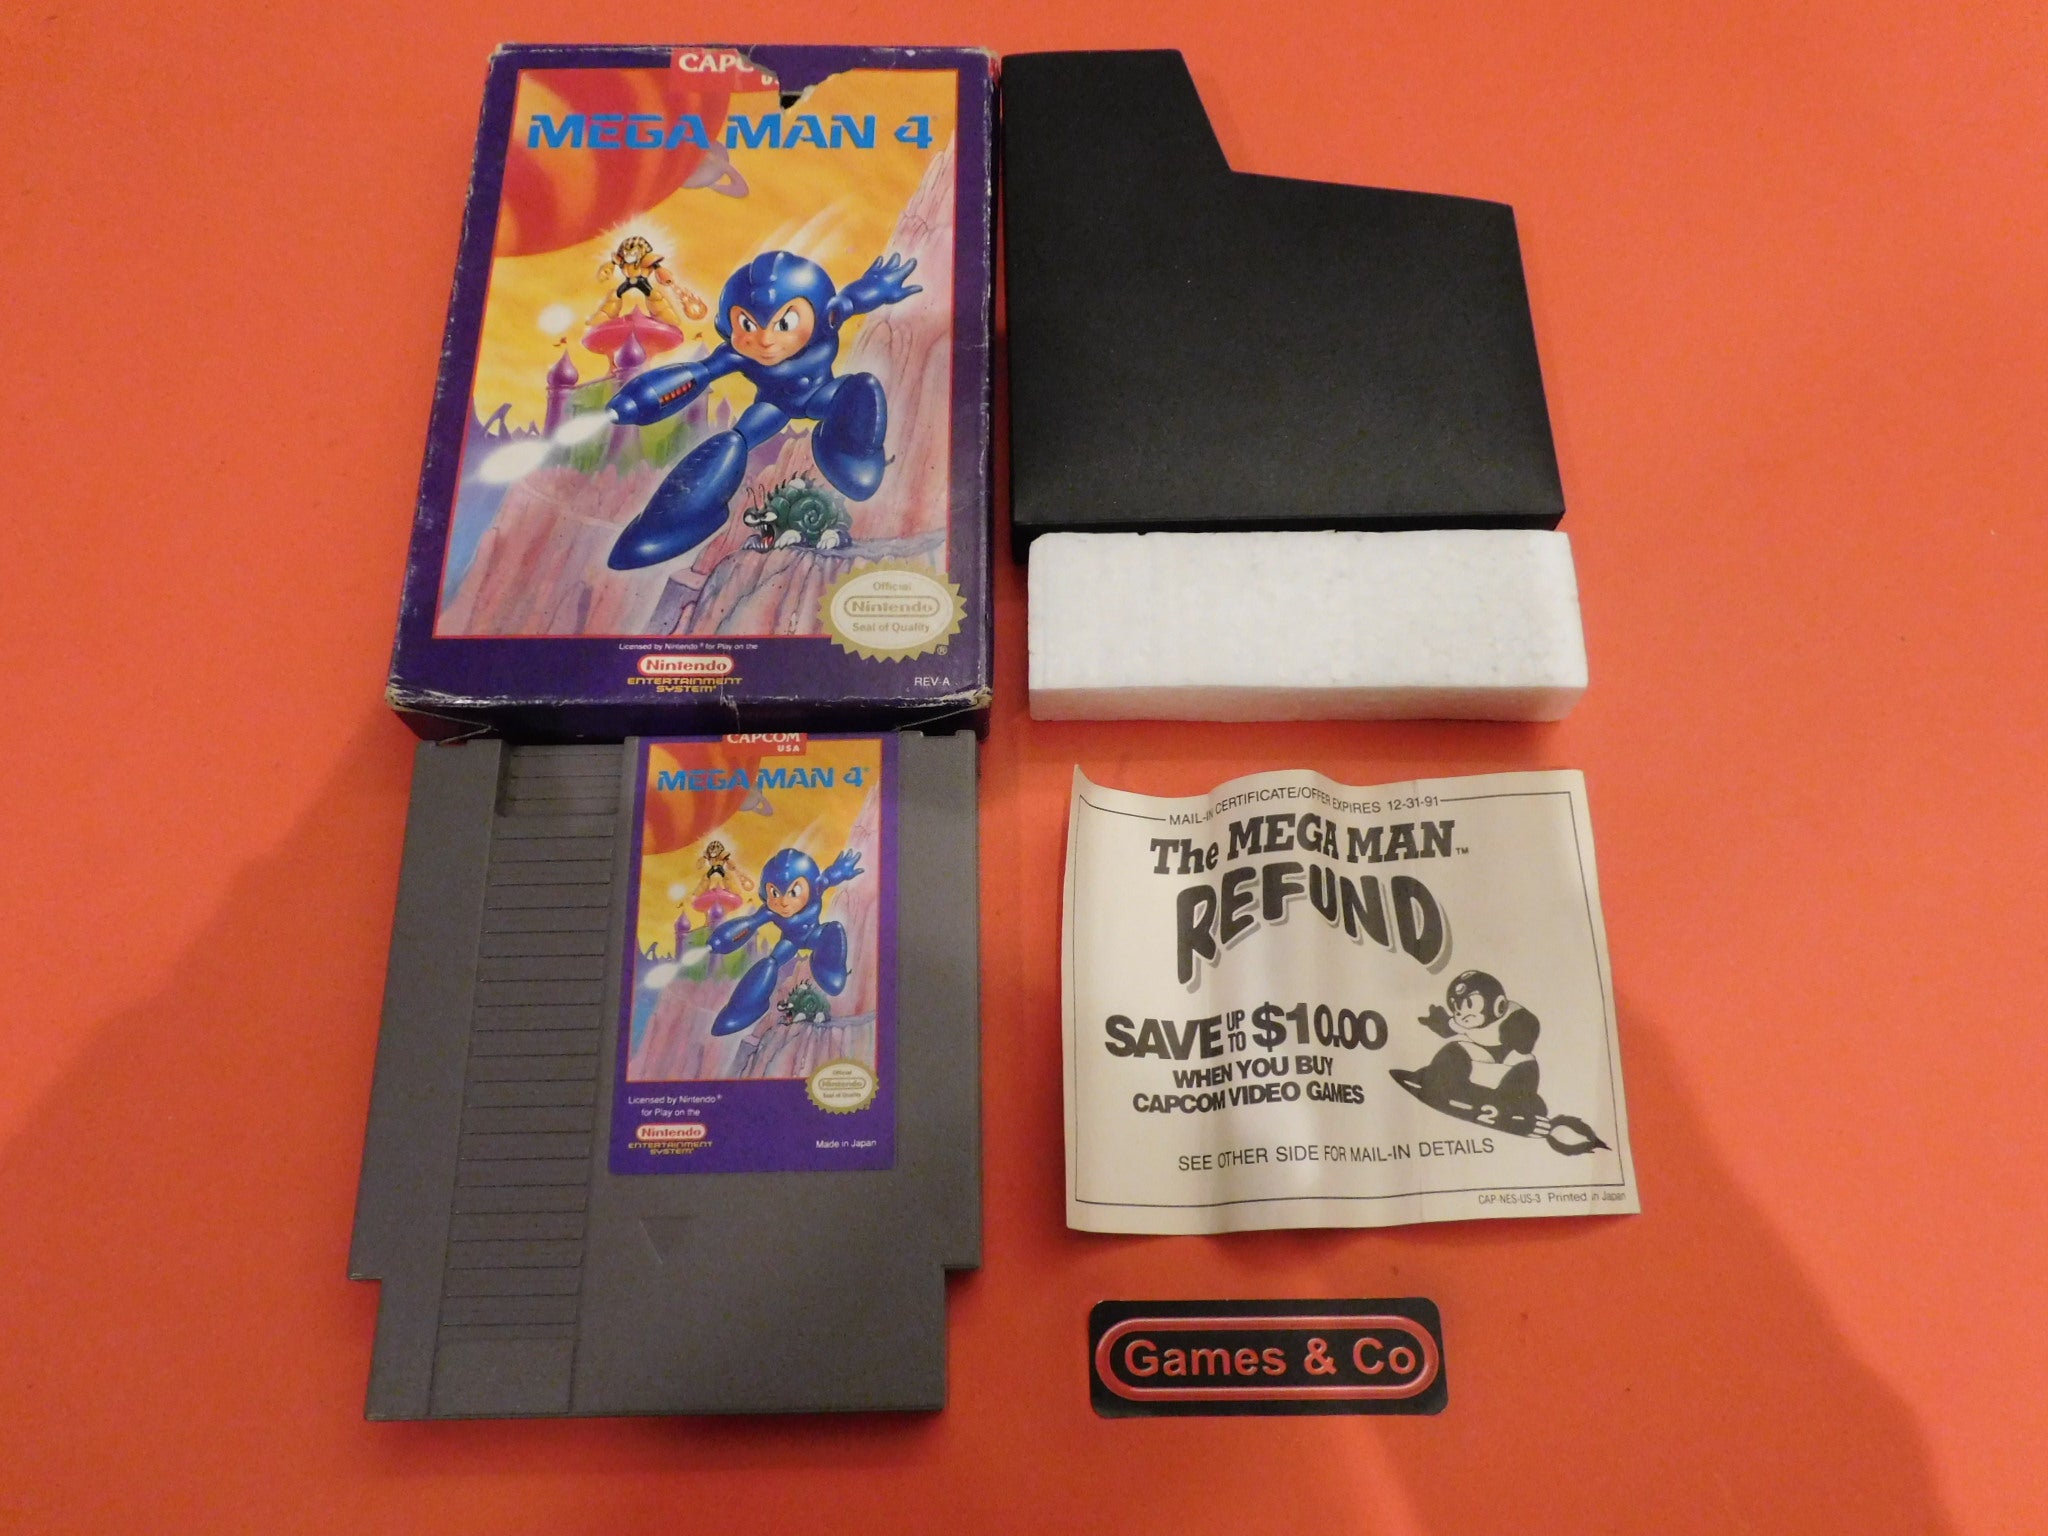 CAPC
MEGA MAN 4
Official
Nintendo
Seal of Quality
®
Licensed by Nintendo® for Play on the
Nintendo
ENTERTAINMENT
SYSTEM®
REV-A
CAPCOM
USA
MEGA MAN 4
Official
Nintendo
Seal of Quality
Licensed by Nintendo®
for Play on the
Nintendo
ENTERTAINMENT
SYSTEM®
Made in Japan
MAIL-IN CERTIFICATE/OFFER EXPIRES 12-31-91
The MEGA MAN™
REFUND
SAVE UP TO $10.00
WHEN YOU BUY
CAPCOM VIDEO GAMES
2
SEE OTHER SIDE FOR MAIL-IN DETAILS
CAP-NES-US-3 Printed in Japan
Games & Co